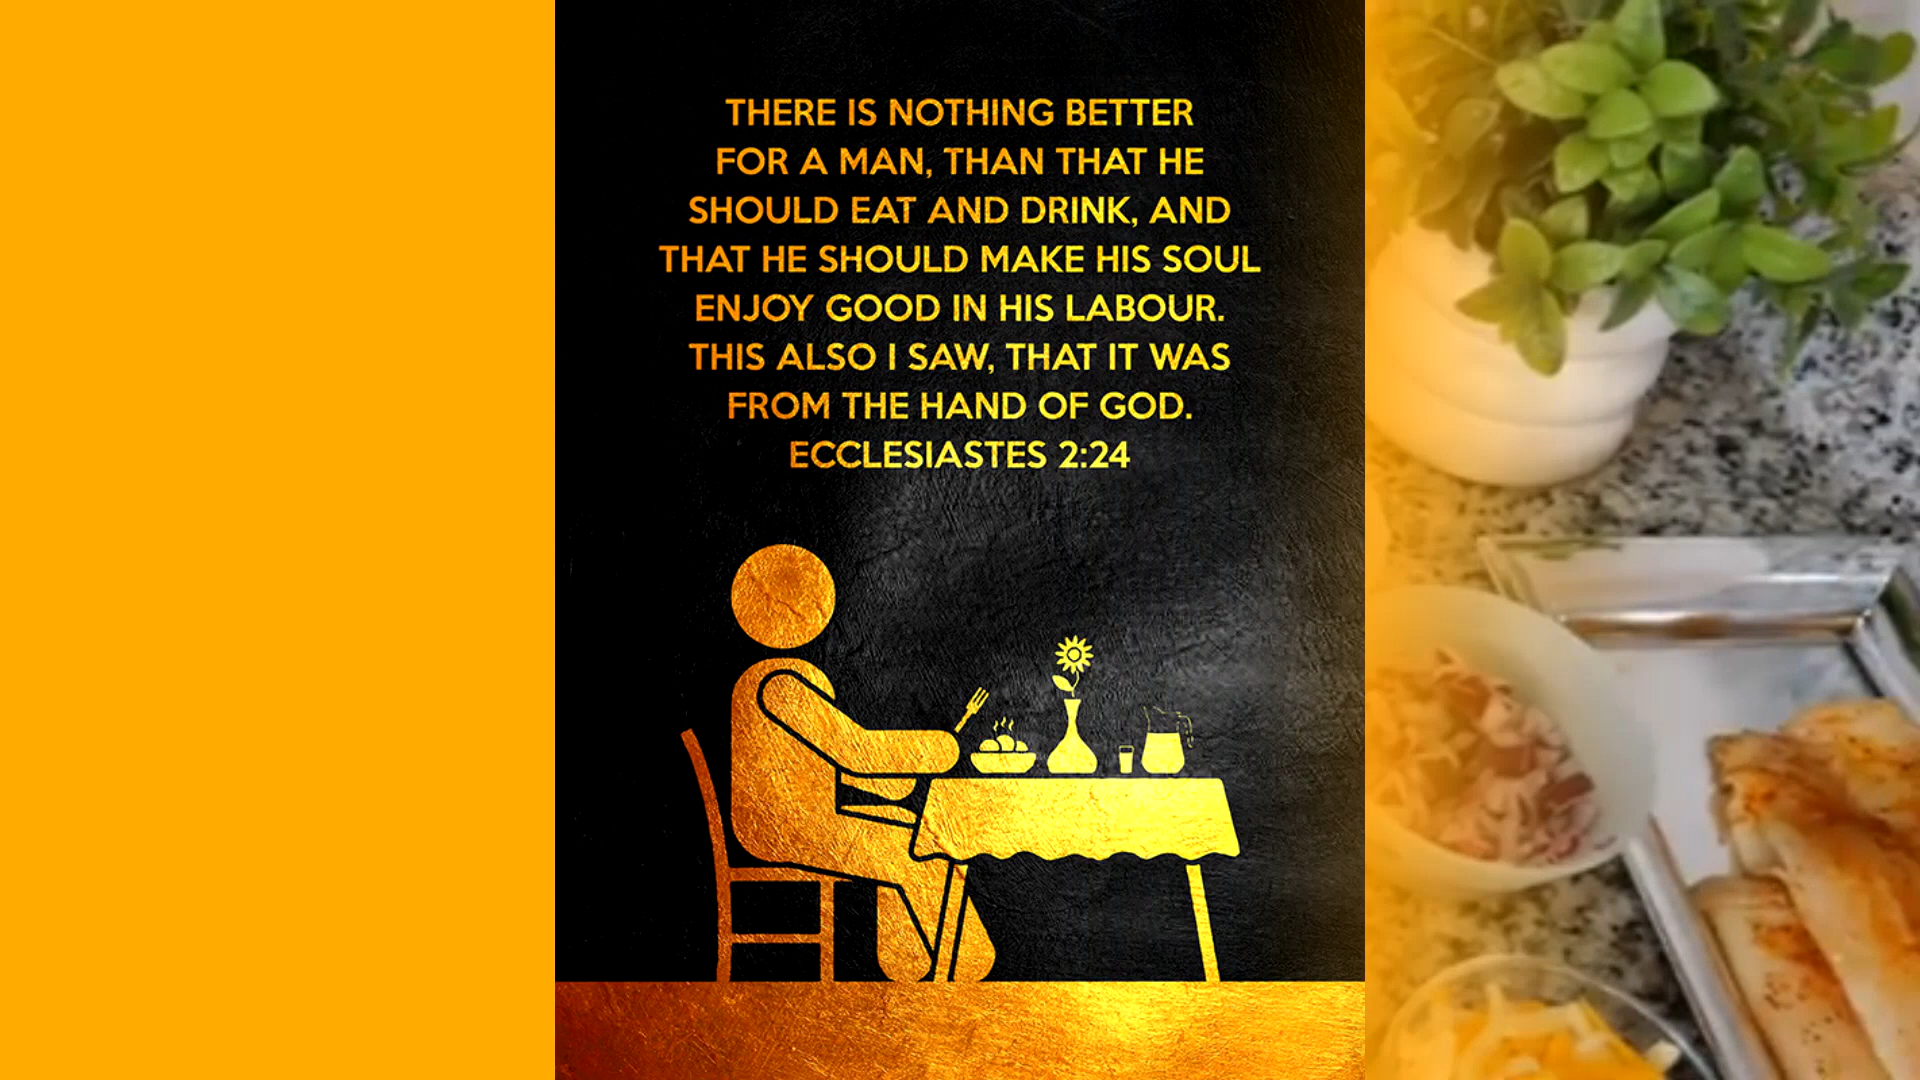 THERE IS NOTHING BETTER
FOR A MAN, THAN THAT HE
SHOULD EAT AND DRINK, AND
THAT HE SHOULD MAKE HIS SOUL
ENJOY GOOD IN HIS LABOUR.
THIS ALSO I SAW, THAT IT WAS
FROM THE HAND OF GOD.
ECCLESIASTES 2:24